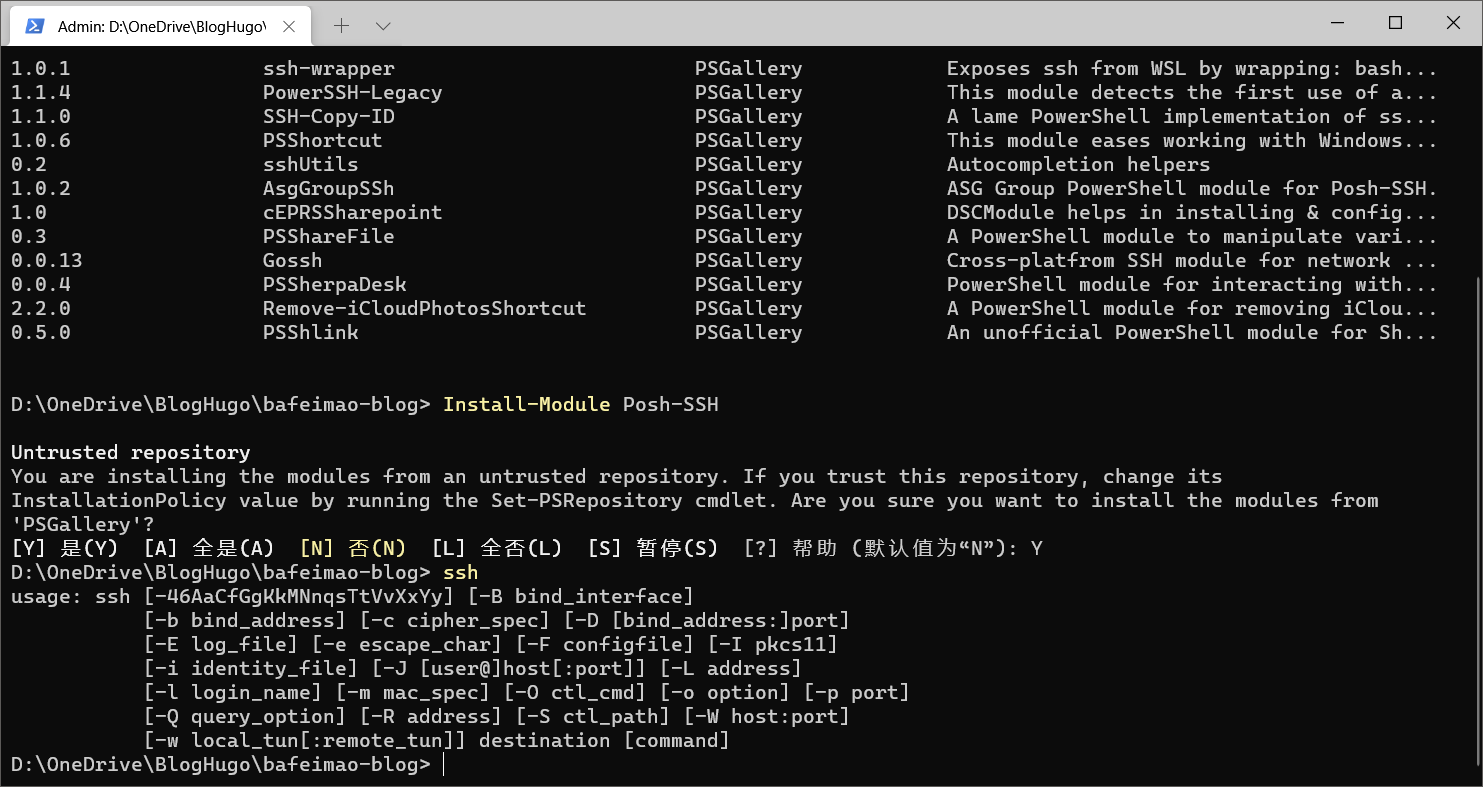 Admin: D:\OneDrive\BlogHugo\
1.0.1 ssh-wrapper PSGallery Exposes ssh from WSL by wrapping: bash...
1.1.4 PowerSSH-Legacy PSGallery This module detects the first use of a...
1.1.0 SSH-Copy-ID PSGallery A lame PowerShell implementation of ss...
1.0.6 PSShortcut PSGallery This module eases working with Windows...
0.2 sshUtils PSGallery Autocompletion helpers
1.0.2 AsgGroupSSh PSGallery ASG Group PowerShell module for Posh-SSH.
1.0 cEPRSSharepoint PSGallery DSCModule helps in installing & config...
0.3 PSShareFile PSGallery A PowerShell module to manipulate vari...
0.0.13 Gossh PSGallery Cross-platfrom SSH module for network ...
0.0.4 PSSherpaDesk PSGallery PowerShell module for interacting with...
2.2.0 Remove-iCloudPhotosShortcut PSGallery A PowerShell module for removing iClou...
0.5.0 PSShlink PSGallery An unofficial PowerShell module for Sh...
D:\OneDrive\BlogHugo\bafeimao-blog> Install-Module Posh-SSH
Untrusted repository
You are installing the modules from an untrusted repository. If you trust this repository, change its
InstallationPolicy value by running the Set-PSRepository cmdlet. Are you sure you want to install the modules from
'PSGallery'?
[Y] 是(Y) [A] 全是(A) [N] 否(N) [L] 全否(L) [S] 暂停(S) [?] 帮助 (默认值为“N”): Y
D:\OneDrive\BlogHugo\bafeimao-blog> ssh
usage: ssh [-46AaCfGgKkMNnqsTtVvXxYy] [-B bind_interface]
[-b bind_address] [-c cipher_spec] [-D [bind_address:]port]
[-E log_file] [-e escape_char] [-F configfile] [-I pkcs11]
[-i identity_file] [-J [user@]host[:port]] [-L address]
[-l login_name] [-m mac_spec] [-O ctl_cmd] [-o option] [-p port]
[-Q query_option] [-R address] [-S ctl_path] [-W host:port]
[-w local_tun[:remote_tun]] destination [command]
D:\OneDrive\BlogHugo\bafeimao-blog>